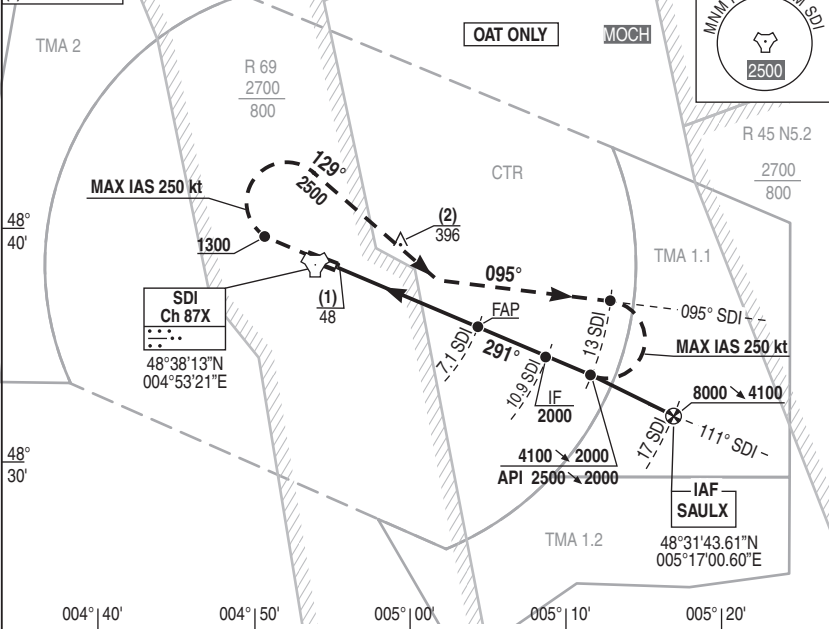 TMA 2
OAT ONLY
MOCH
SDI
2500
R 69
2700
800
R 45 N5.2
2700
800
CTR
129°
2500
MAX IAS 250 kt
(2)
396
48°
40'
1300
TMA 1.1
095°
SDI
Ch 87X
(1)
48
FAP
095° SDI
48°38'13"N
004°53'21"E
7.1 SDI
291°
13 SDI
MAX IAS 250 kt
10.9 SDI
IF
2000
8000 ↘ 4100
17 SDI
111° SDI
48°
30'
4100 ↘ 2000
API 2500 ↘ 2000
IAF
SAULX
TMA 1.2
48°31'43.61"N
005°17'00.60"E
004°40'
004°50'
005°00'
005°10'
005°20'